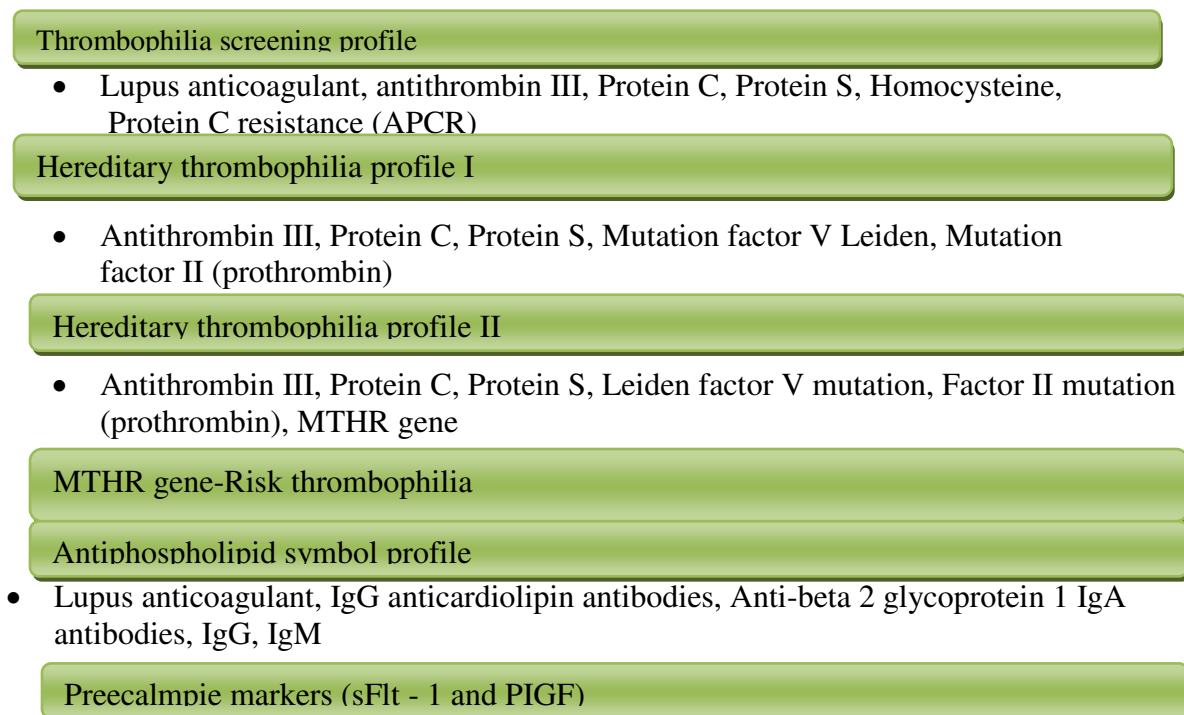 Thrombophilia screening profile
• Lupus anticoagulant, antithrombin III, Protein C, Protein S, Homocysteine,
Protein C resistance (APCR)
Hereditary thrombophilia profile I
• Antithrombin III, Protein C, Protein S, Mutation factor V Leiden, Mutation
factor II (prothrombin)
Hereditary thrombophilia profile II
• Antithrombin III, Protein C, Protein S, Leiden factor V mutation, Factor II mutation
(prothrombin), MTHR gene
MTHR gene-Risk thrombophilia
Antiphospholipid symbol profile
• Lupus anticoagulant, IgG anticardiolipin antibodies, Anti-beta 2 glycoprotein 1 IgA
antibodies, IgG, IgM
Preecalmpie markers (sFlt - 1 and PIGF)